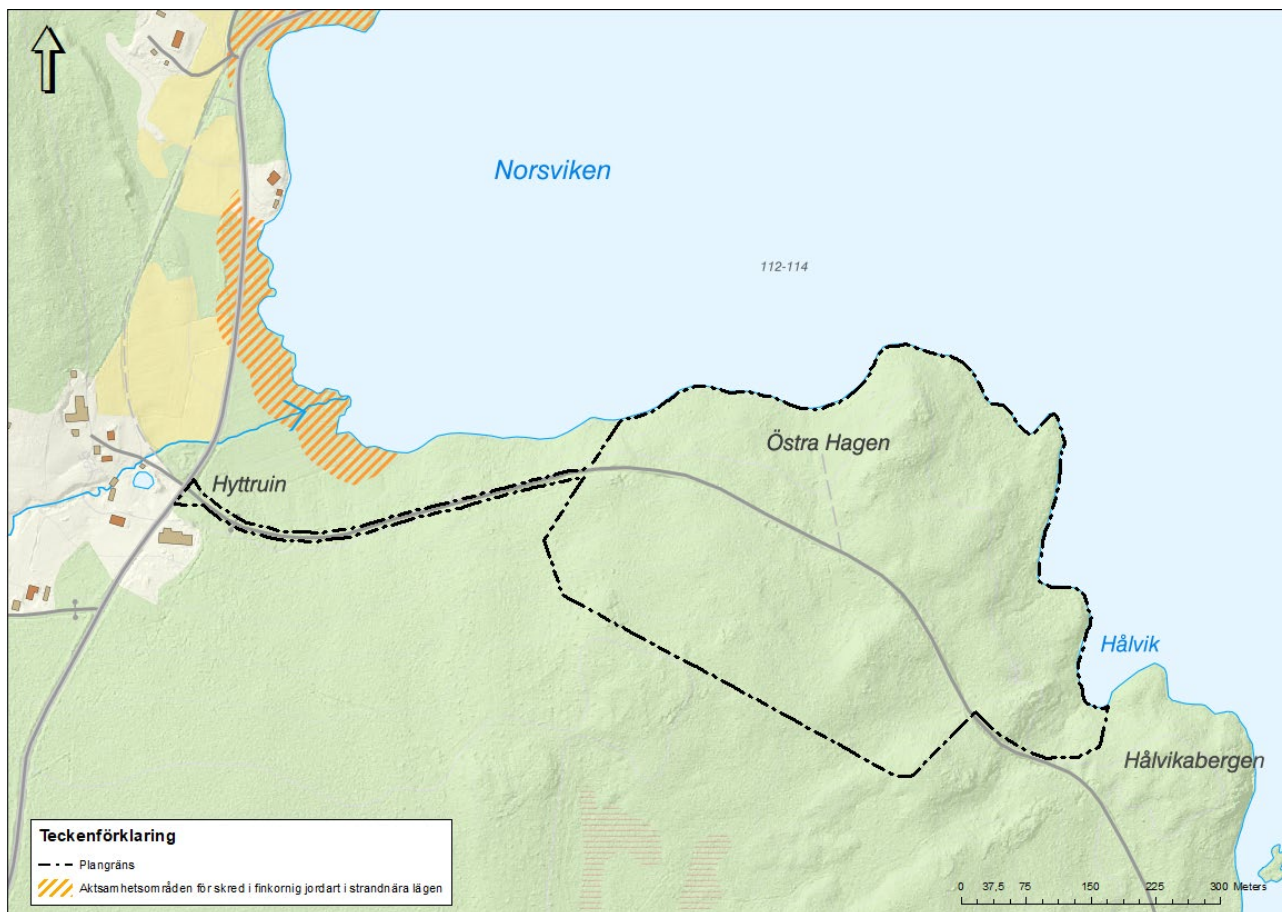 Norsviken
112-114
Östra Hagen
Hyttruin
Hålvik
Hålvikabergen
Teckenförklaring
Plangräns
Aktsamhetsområden för skred i finkornig jordart i strandnära lägen
0 37,5 75 150 225 300 Meters